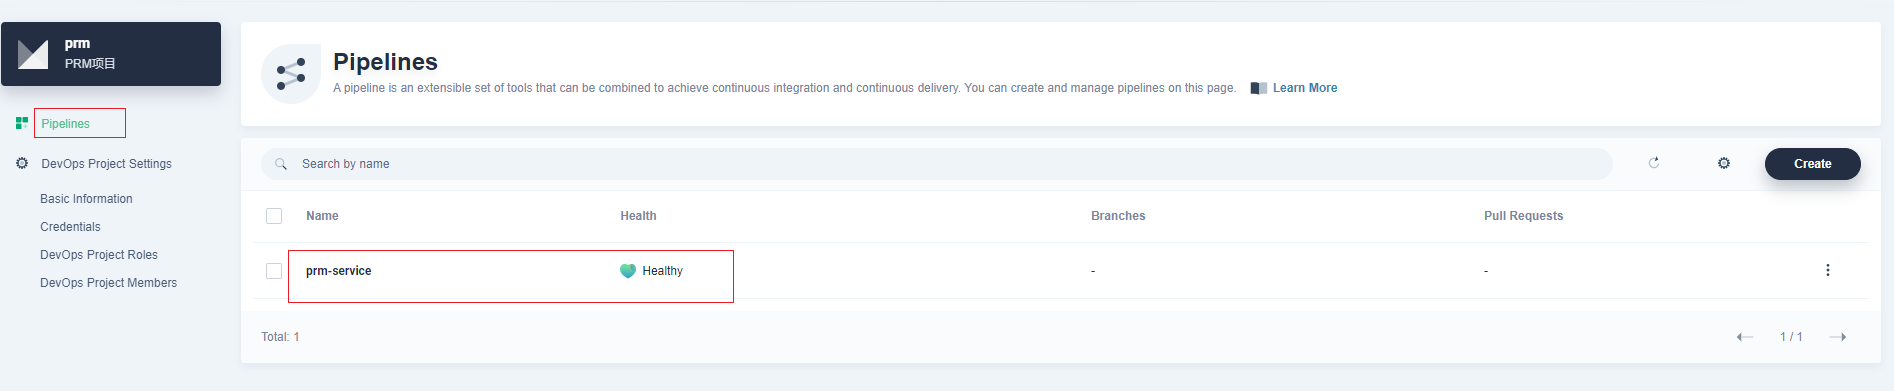 prm
PRM项目
Pipelines
DevOps Project Settings
Basic Information
Credentials
DevOps Project Roles
DevOps Project Members
Pipelines
A pipeline is an extensible set of tools that can be combined to achieve continuous integration and continuous delivery. You can create and manage pipelines on this page. Learn More
Search by name Create
Name Health Branches Pull Requests
prm-service Healthy - -
Total: 1 1 / 1